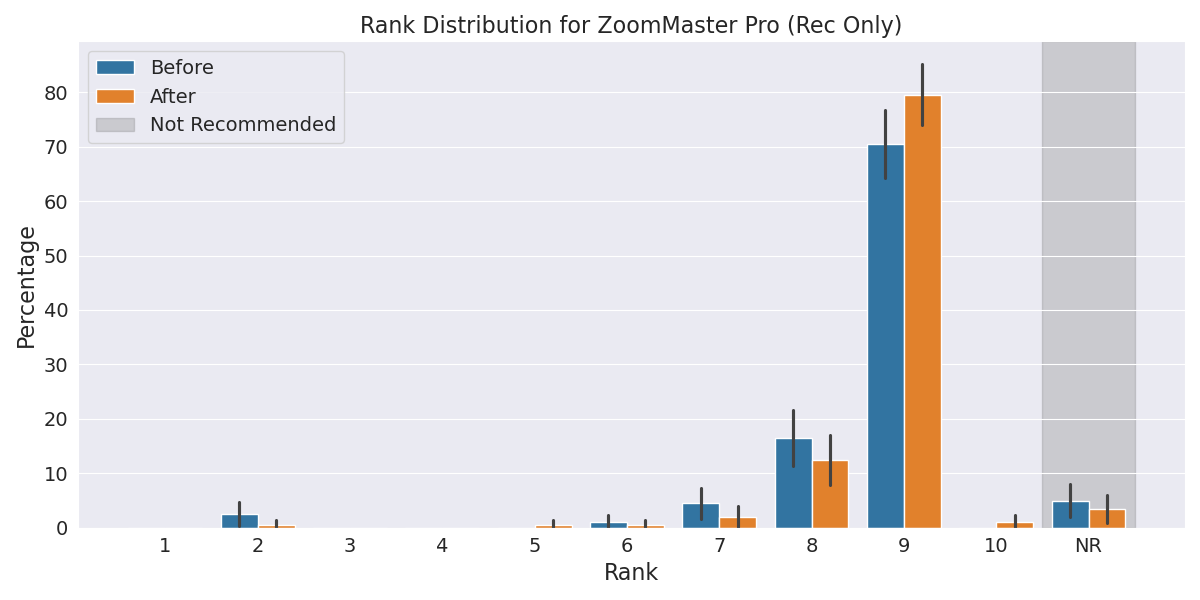 Rank Distribution for ZoomMaster Pro (Rec Only)
Before
After
Not Recommended
Percentage
80
70
60
50
40
30
20
10
0
1 2 3 4 5 6 7 8 9 10 NR
Rank